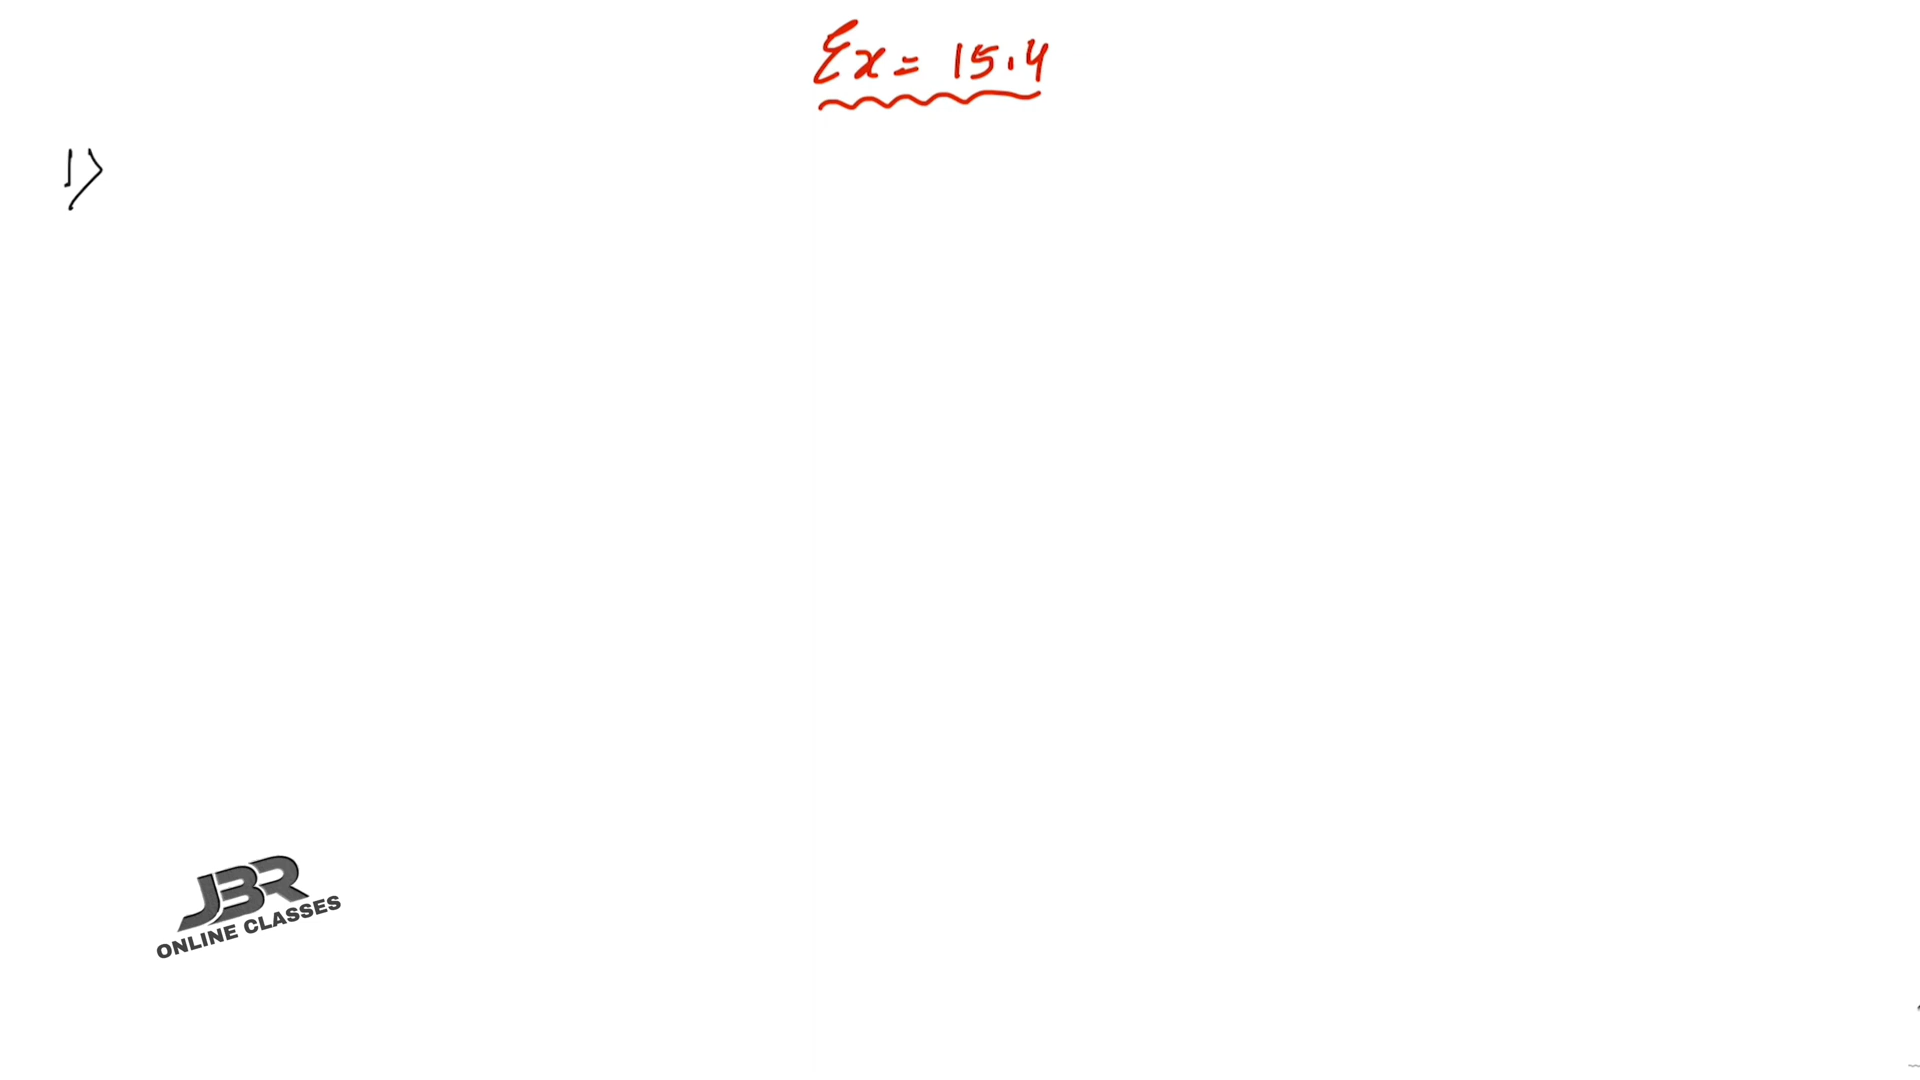 Ex = 15.4
1)
JBR
ONLINE CLASSES